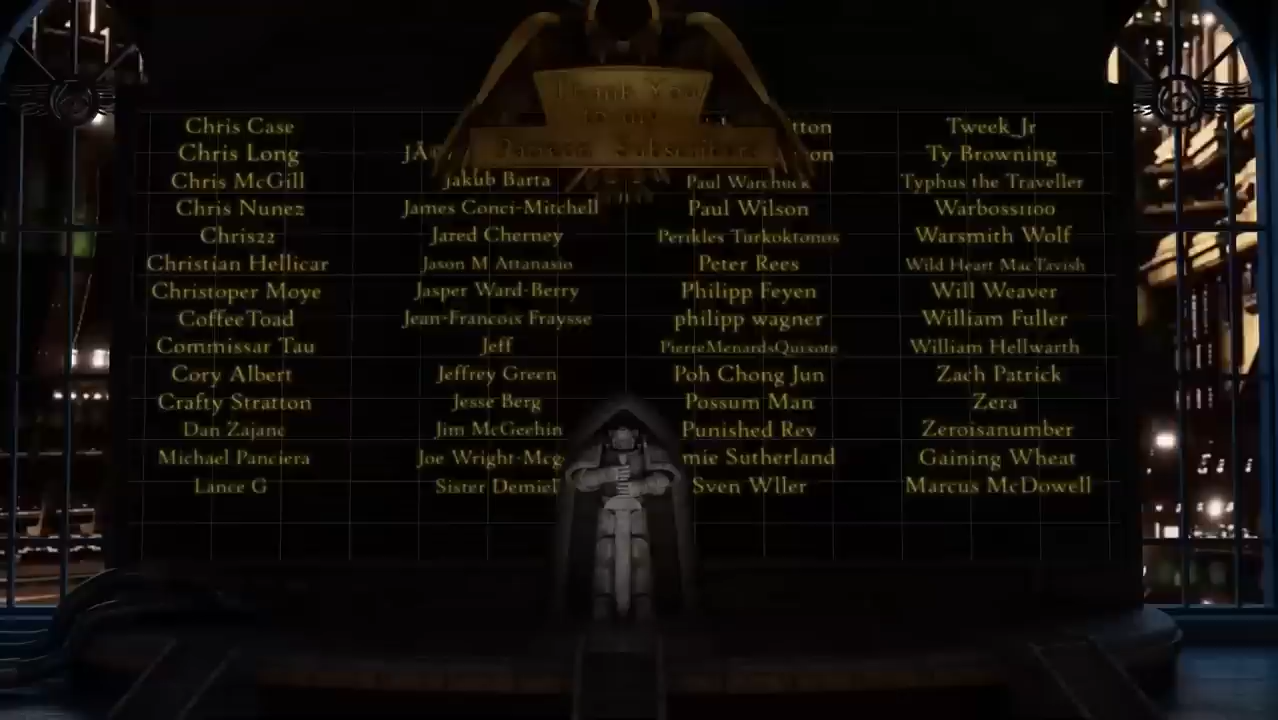 Thank You
to our
Patreon Subscribers
Chris Case
Chris Long
Chris McGill
Chris Nunez
Chris22
Christian Hellicar
Christoper Moye
CoffeeToad
Commissar Tau
Cory Albert
Crafty Stratton
Dan Zajanc
Michael Panciera
Lance G
Jakub Barta
James Conci-Mitchell
Jared Cherney
Jason M Attanasio
Jasper Ward-Berry
Jean-Francois Fraysse
Jeff
Jeffrey Green
Jesse Berg
Jim McGeehin
Joe
Sister
Paul Warchuck
Paul Wilson
Perikles Turkoktonos
Peter Rees
Philipp Feyen
philipp wagner
PierreMenardsQuixote
Poh Chong Jun
Possum Man
Punished Rev
Sutherland
Sven Wller
Tweek_Jr
Ty Browning
Typhus the Traveller
Warboss1100
Warsmith Wolf
Wild Heart MacTavish
Will Weaver
William Fuller
William Hellwarth
Zach Patrick
Zera
Zeroisanumber
Gaining Wheat
Marcus McDowell